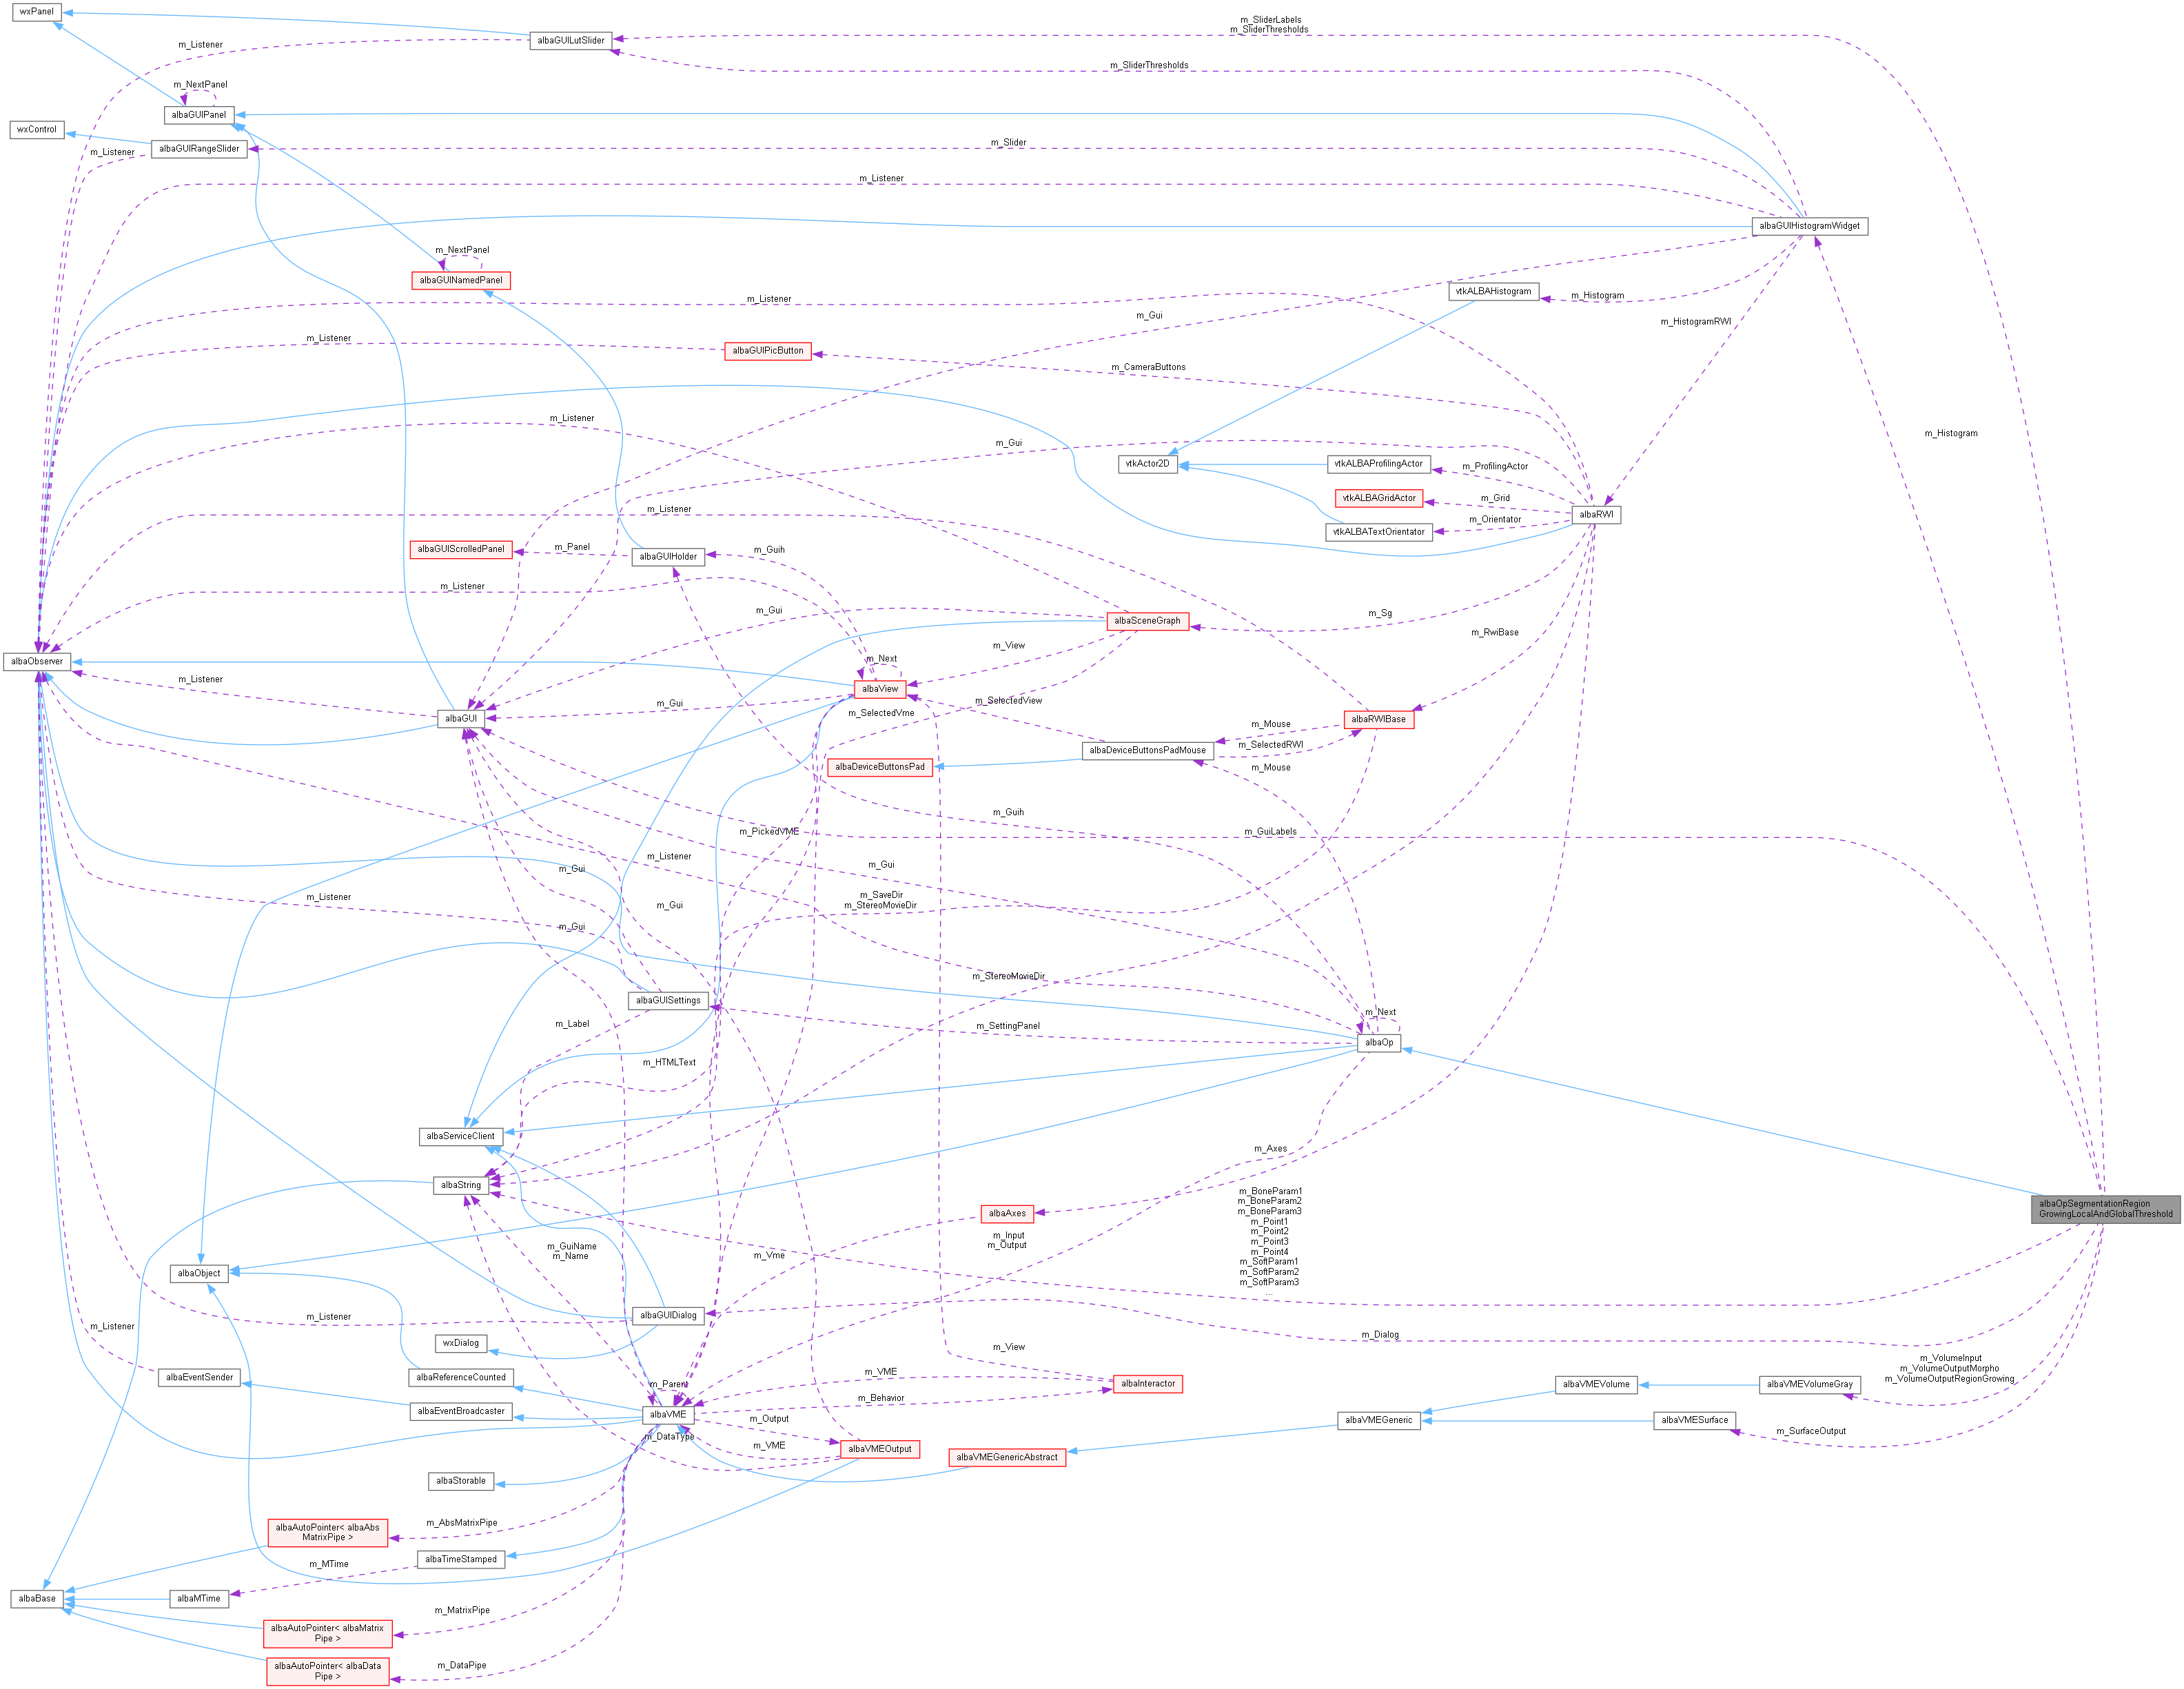 wxPanel
m_SliderLabels
m_SliderThresholds
albaGUILutSlider
m_Listener
m_SliderThresholds
m_NextPanel
albaGUIPanel
wxControl
albaGUIRangeSlider
m_Slider
m_Listener
m_Listener
albaGUIHistogramWidget
m_NextPanel
albaGUINamedPanel
vtkALBAHistogram
m_Histogram
m_Listener
m_Gui
m_HistogramRWI
m_Listener
albaGUIPicButton
m_CameraButtons
m_Listener
m_Histogram
m_Gui
vtkActor2D
vtkALBAProfilingActor
m_ProfilingActor
vtkALBAGridActor
m_Grid
m_Listener
albaRWI
m_Orientator
vtkALBATextOrientator
albaGUIScrolledPanel
m_Panel
albaGUIHolder
m_Guih
m_Listener
m_Gui
albaSceneGraph
m_Sg
m_RwiBase
m_View
albaObserver
m_Next
m_Listener
albaView
m_Gui
m_SelectedView
albaGUI
m_SelectedVme
albaRWIBase
m_Mouse
m_SelectedRWI
albaDeviceButtonsPadMouse
albaDeviceButtonsPad
m_Mouse
m_Guih
m_PickedVME
m_GuiLabels
m_Listener
m_Gui
m_Gui
m_SaveDir
m_StereoMovieDir
m_Listener
m_Gui
m_Gui
m_StereoMovieDir
albaGUISettings
m_Next
m_Label
m_SettingPanel
albaOp
m_HTMLText
albaServiceClient
m_Axes
albaString
albaOpSegmentationRegion
GrowingLocalAndGlobalThreshold
albaAxes
m_BoneParam1
m_BoneParam2
m_BoneParam3
m_Point1
m_Point2
m_Point3
m_Point4
m_SoftParam1
m_SoftParam2
m_SoftParam3
...
m_Input
m_Output
m_GuiName
m_Name
m_Vme
albaObject
m_Listener
albaGUIDialog
m_Listener
m_Dialog
wxDialog
albaEventSender
albaReferenceCounted
m_View
m_VME
albaInteractor
m_Parent
m_Behavior
m_VolumeInput
m_VolumeOutputMorpho
m_VolumeOutputRegionGrowing
albaVMEVolume
albaVMEVolumeGray
albaEventBroadcaster
albaVME
m_Output
albaVMEGeneric
albaVMESurface
m_SurfaceOutput
m_DataType
m_VME
albaVMEOutput
albaVMEGenericAbstract
albaStorable
albaAutoPointer< albaAbs
MatrixPipe >
m_AbsMatrixPipe
albaTimeStamped
m_MTime
albaBase
albaMTime
m_MatrixPipe
albaAutoPointer< albaMatrix
Pipe >
albaAutoPointer< albaData
Pipe >
m_DataPipe